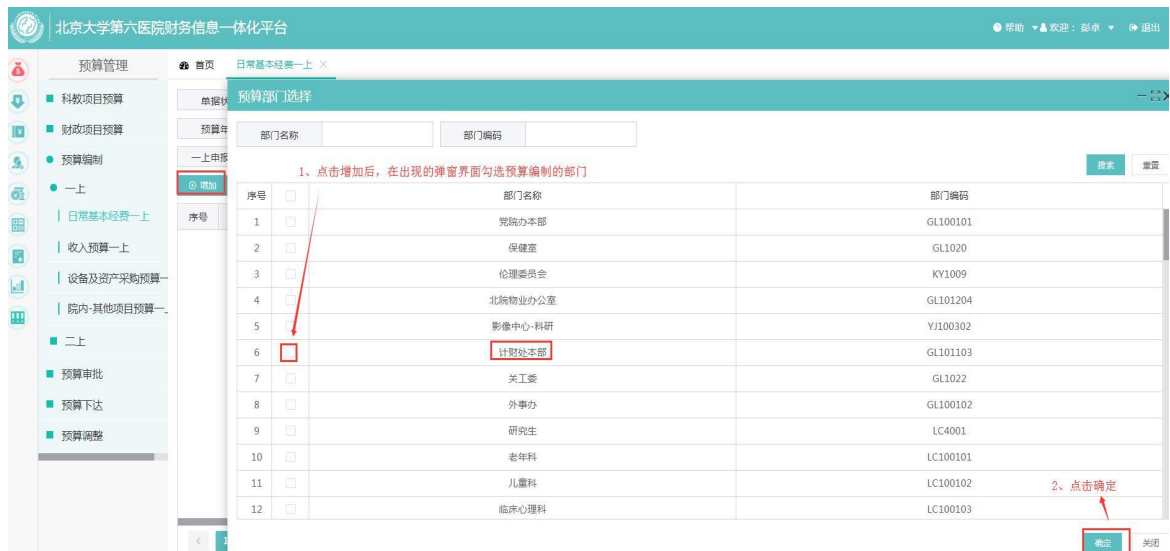 北京大学第六医院财务信息一体化平台
帮助 欢迎：彭卓 退出
预算管理
首页 日常基本经费一上
科教项目预算
财政项目预算
预算编制
一上
日常基本经费一上
收入预算一上
设备及资产采购预算一
院内-其他项目预算一
二上
预算审批
预算下达
预算调整
单据状
预算年
一上申报
增加
序号
预算部门选择
部门名称 部门编码
1、点击增加后，在出现的弹窗界面勾选预算编制的部门
搜索 重置
序号 部门名称 部门编码
1 党院办本部 GL100101
2 保健室 GL1020
3 伦理委员会 KY1009
4 北院物业办公室 GL101204
5 影像中心-科研 YJ100302
6 计财处本部 GL101103
7 关工委 GL1022
8 外事办 GL100102
9 研究生 LC4001
10 老年科 LC100101
11 儿童科 LC100102
12 临床心理科 LC100103
2、点击确定
确定 关闭